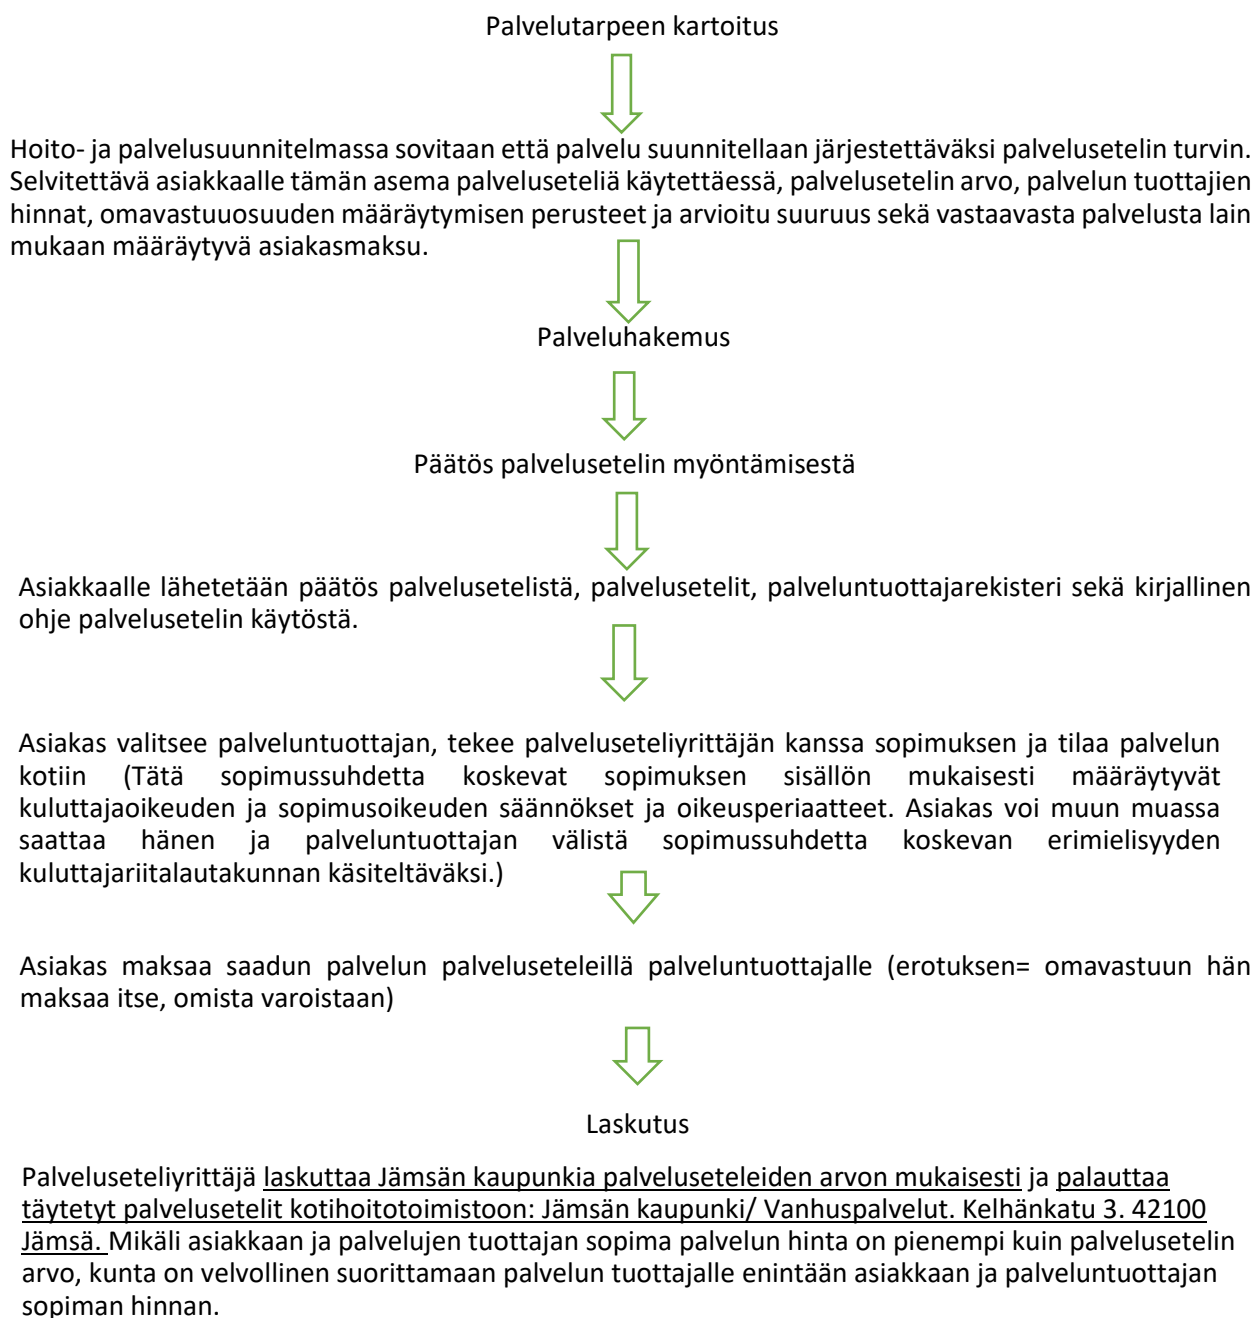 Palvelutarpeen kartoitus
Hoito- ja palvelusuunnitelmassa sovitaan että palvelu suunnitellaan järjestettäväksi palvelusetelin turvin.
Selvitettävä asiakkaalle tämän asema palveluseteliä käytettäessä, palvelusetelin arvo, palvelun tuottajien
hinnat, omavastuuosuuden määräytymisen perusteet ja arvioitu suuruus sekä vastaavasta palvelusta lain
mukaan määräytyvä asiakasmaksu.
Palveluhakemus
Päätös palvelusetelin myöntämisestä
Asiakkaalle lähetetään päätös palvelusetelistä, palvelusetelit, palveluntuottajarekisteri sekä kirjallinen
ohje palvelusetelin käytöstä.
Asiakas valitsee palveluntuottajan, tekee palveluseteliyrittäjän kanssa sopimuksen ja tilaa palvelun
kotiin (Tätä sopimussuhdetta koskevat sopimuksen sisällön mukaisesti määräytyvät
kuluttajaoikeuden ja sopimusoikeuden säännökset ja oikeusperiaatteet. Asiakas voi muun muassa
saattaa hänen ja palveluntuottajan välistä sopimussuhdetta koskevan erimielisyyden
kuluttajariitalautakunnan käsiteltäväksi.)
Asiakas maksaa saadun palvelun palveluseteleillä palveluntuottajalle (erotuksen= omavastuun hän
maksaa itse, omista varoistaan)
Laskutus
Palveluseteliyrittäjä laskuttaa Jämsän kaupunkia palveluseteleiden arvon mukaisesti ja palauttaa
täytetyt palvelusetelit kotihoitotoimistoon: Jämsän kaupunki/ Vanhuspalvelut. Kelhänkatu 3. 42100
Jämsä. Mikäli asiakkaan ja palvelujen tuottajan sopima palvelun hinta on pienempi kuin palvelusetelin
arvo, kunta on velvollinen suorittamaan palvelun tuottajalle enintään asiakkaan ja palveluntuottajan
sopiman hinnan.